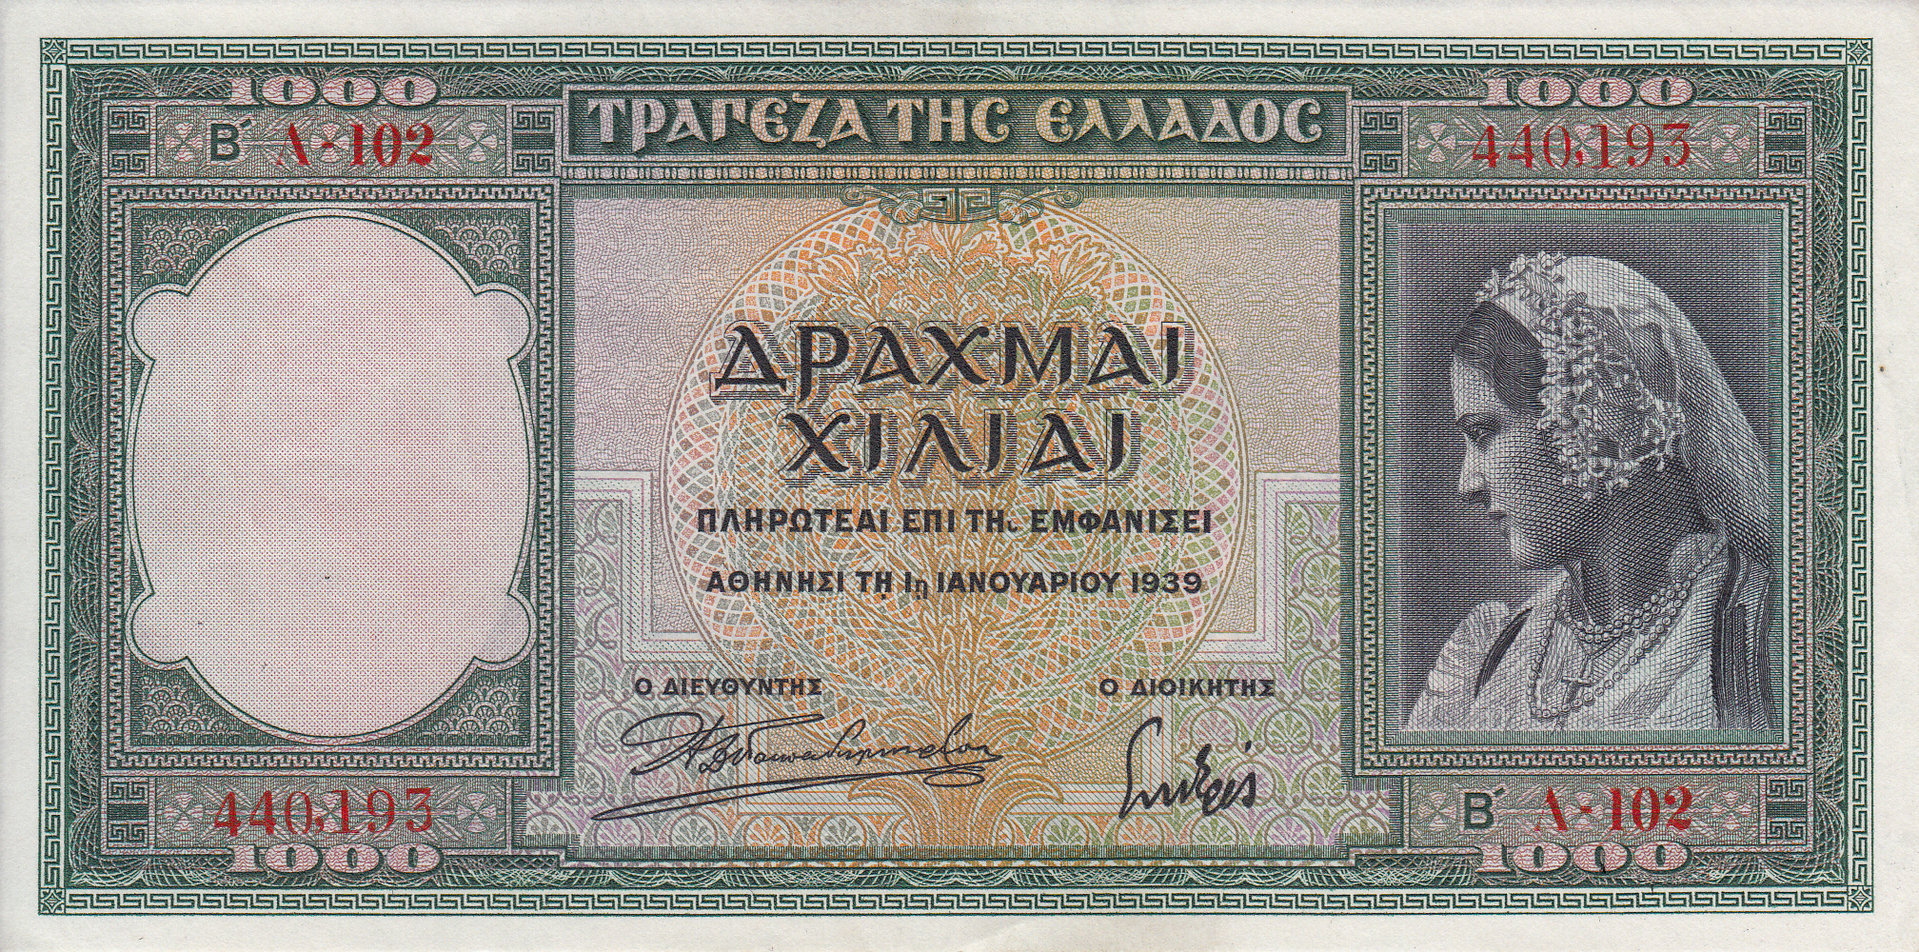 1000 1000
Β´ Λ-102 ΤΡΑΠΕΖΑ ΤΗΣ ΕΛΛΑΔΟΣ 440,193
ΔΡΑΧΜΑΙ
ΧΙΛΙΑΙ
ΠΛΗΡΩΤΕΑΙ ΕΠΙ ΤΗ ΕΜΦΑΝΙΣΕΙ
ΑΘΗΝΗΣΙ ΤΗ 1η ΙΑΝΟΥΑΡΙΟΥ 1939
Ο ΔΙΕΥΘΥΝΤΗΣ Ο ΔΙΟΙΚΗΤΗΣ
440,193 Β´ Λ-102
1000 1000